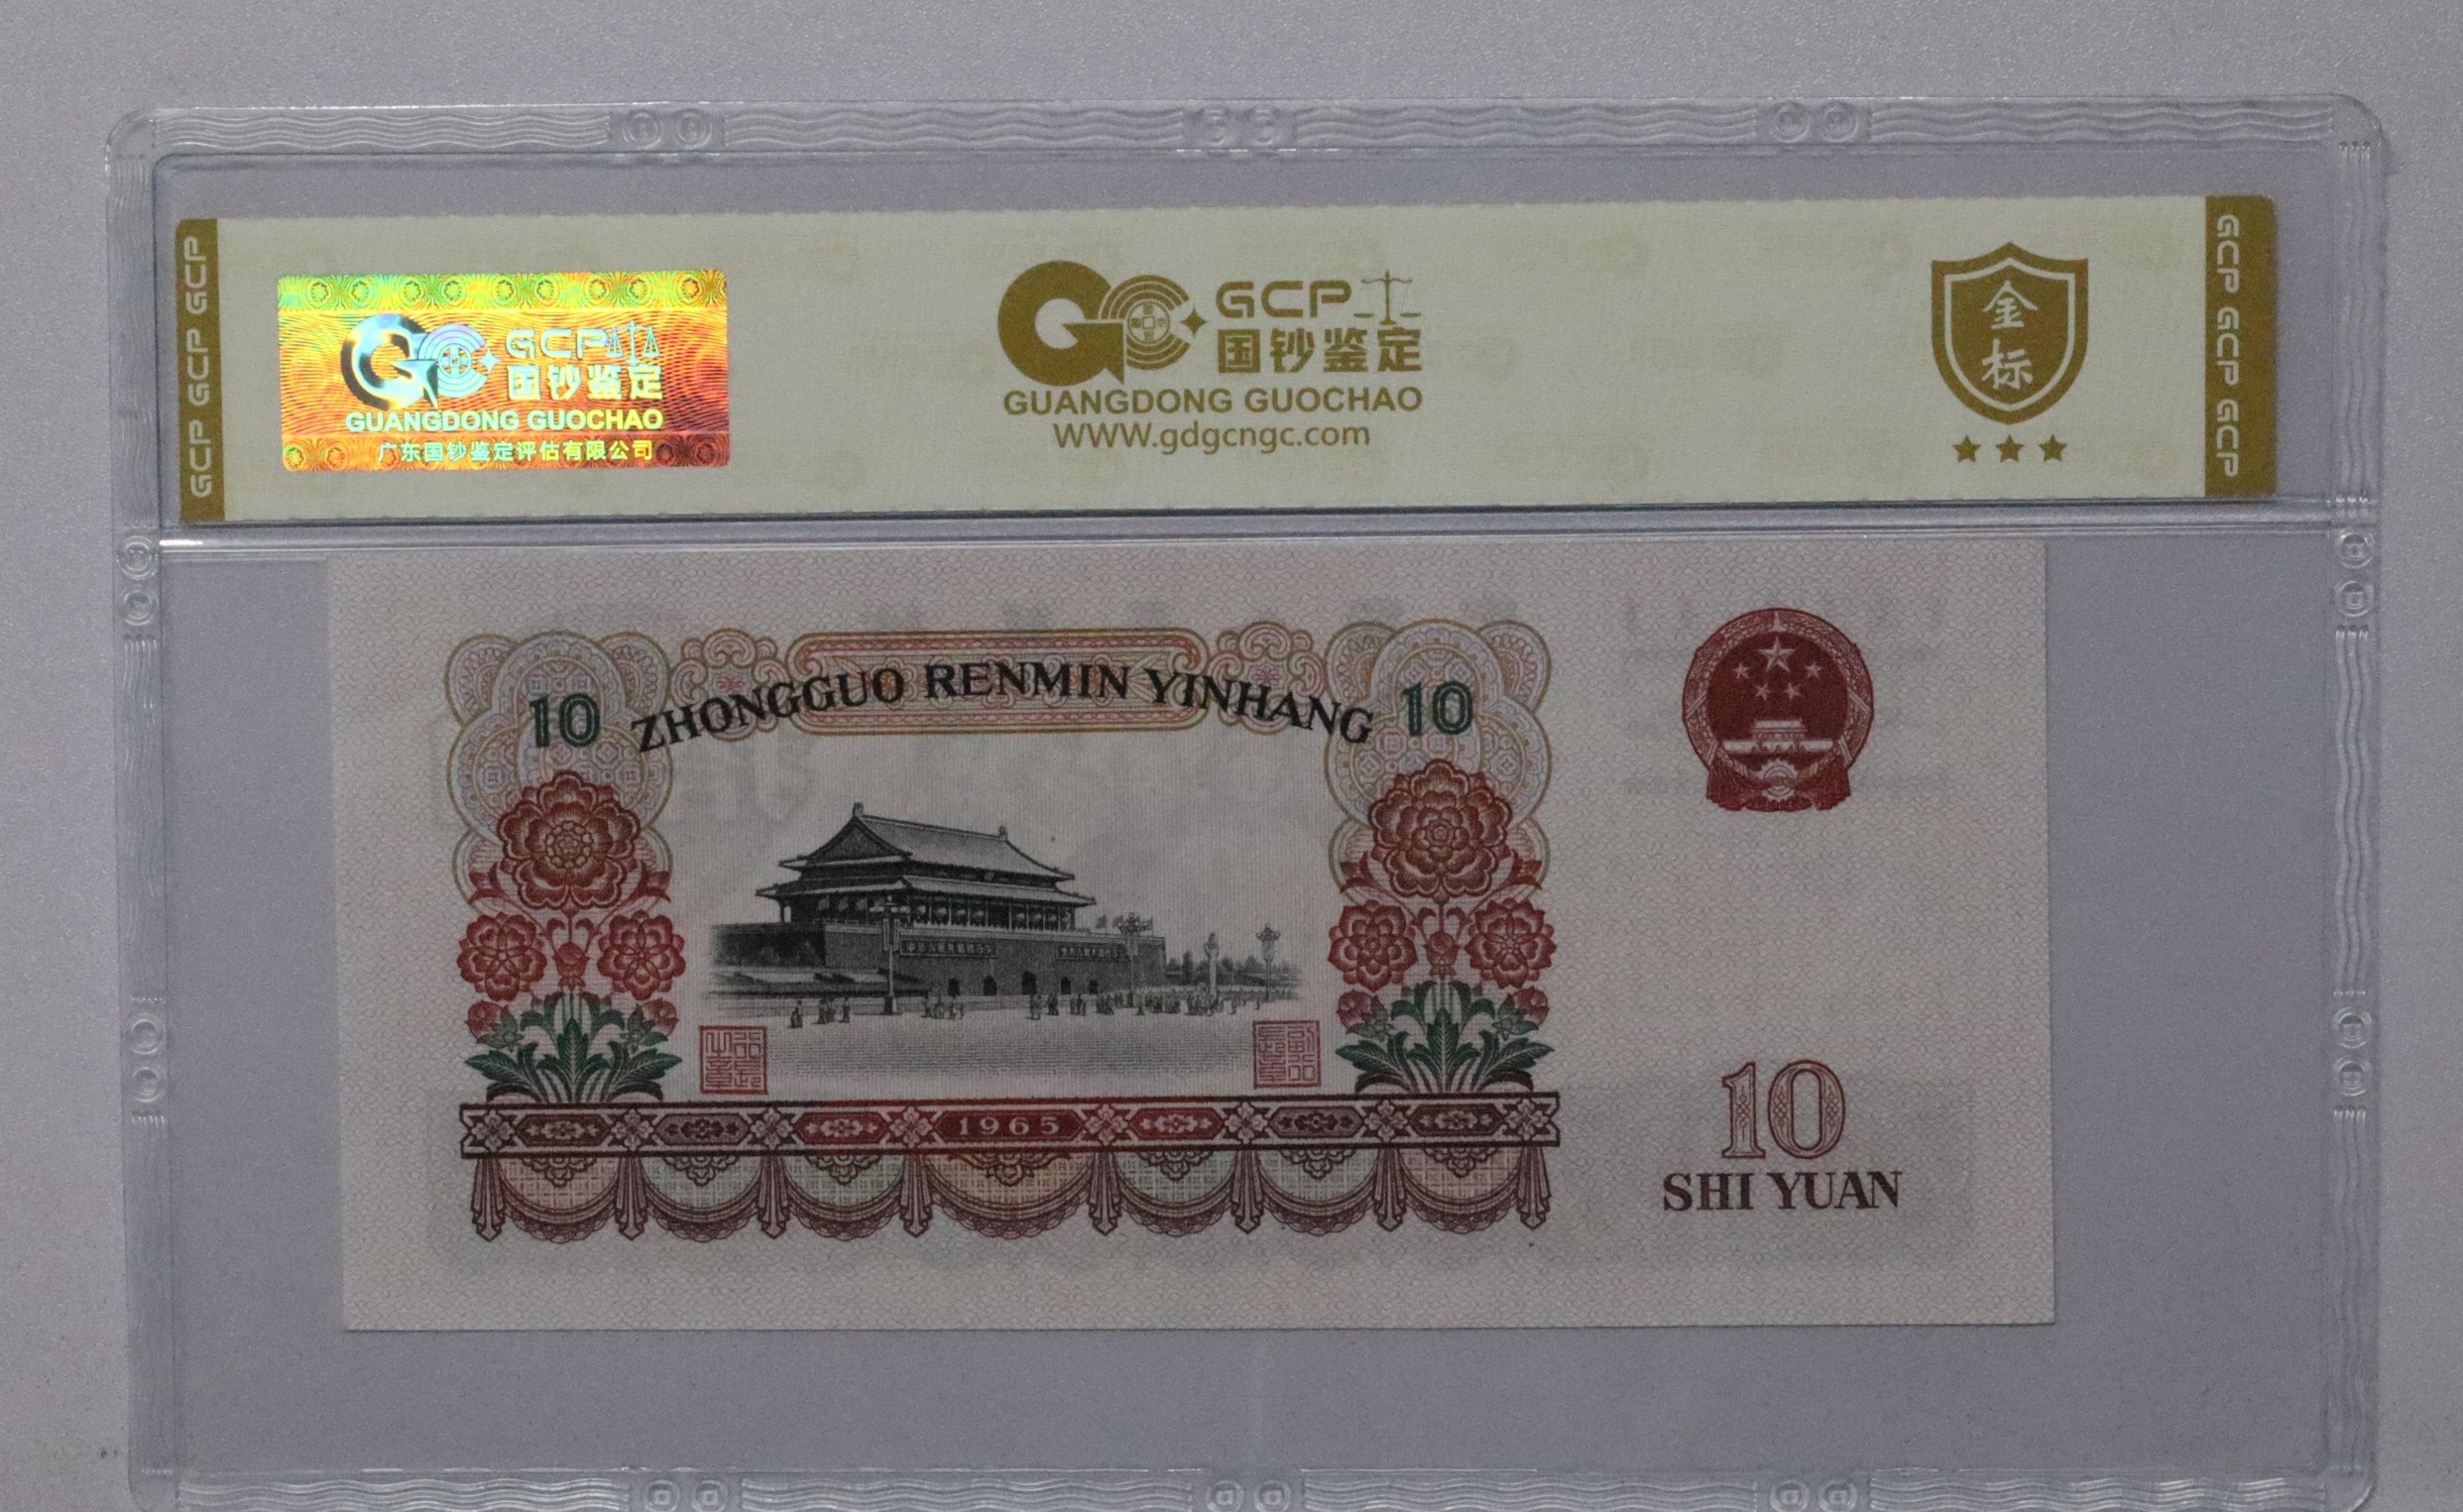 GCP GCP GCP
GCP
国钞鉴定
GUANGDONG GUOCHAO
广东国钞鉴定评估有限公司
GCP
国钞鉴定
GUANGDONG GUOCHAO
WWW.gdgcngc.com
金
标
GCP GCP GCP
10 ZHONGGUO RENMIN YINHANG 10
1965
10
SHI YUAN